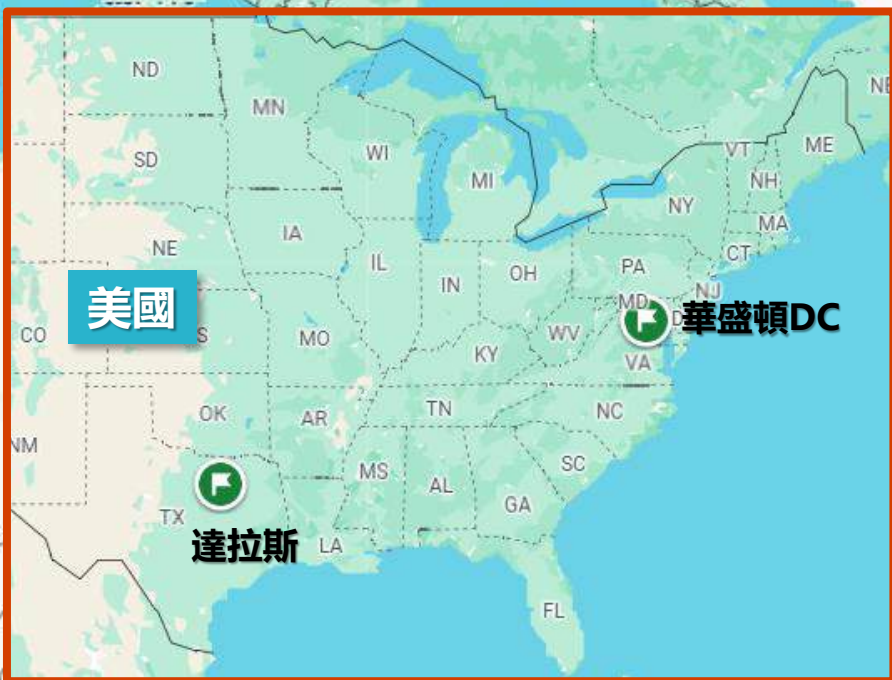 ND
MN
ME
VT
SD
WI
MI
NH
NY
MA
NE
IA
CT
IL
IN
OH
PA
NJ
美國
MD
華盛頓DC
CO
S
MO
WV
KY
VA
OK
AR
TN
NC
NM
MS
AL
SC
GA
TX
達拉斯
LA
FL